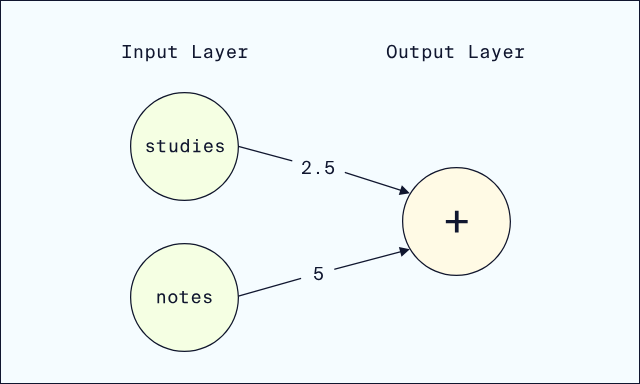 Input Layer
Output Layer
studies
2.5
+
5
notes